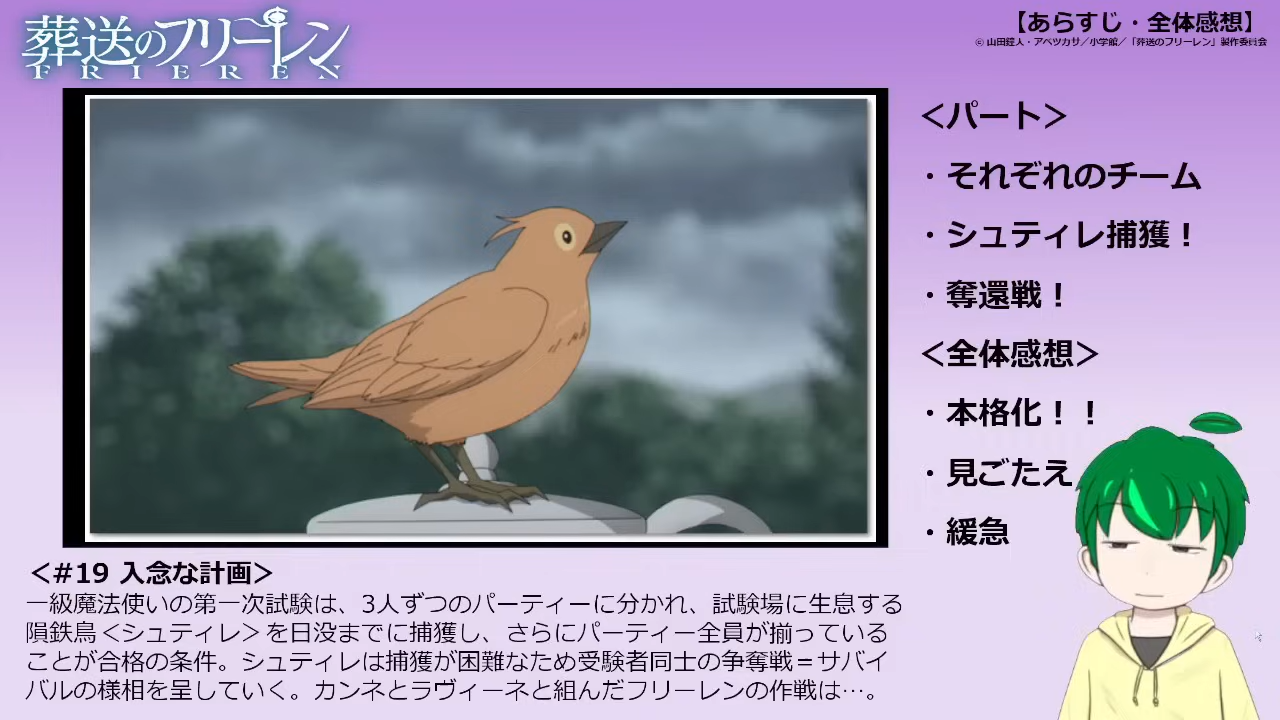 葬送のフリーレン
FRIEREN
【あらすじ・全体感想】
© 山田鐘人・アベツカサ／小学館／「葬送のフリーレン」製作委員会
＜パート＞
・それぞれのチーム
・シュティレ捕獲！
・奪還戦！
＜全体感想＞
・本格化！！
・見ごたえ
・緩急
＜#19 入念な計画＞
一級魔法使いの第一次試験は、3人ずつのパーティーに分かれ、試験場に生息する
隕鉄鳥＜シュティレ＞を日没までに捕獲し、さらにパーティー全員が揃っている
ことが合格の条件。シュティレは捕獲が困難なため受験者同士の争奪戦＝サバイ
バルの様相を呈していく。カンネとラヴィーネと組んだフリーレンの作戦は…。